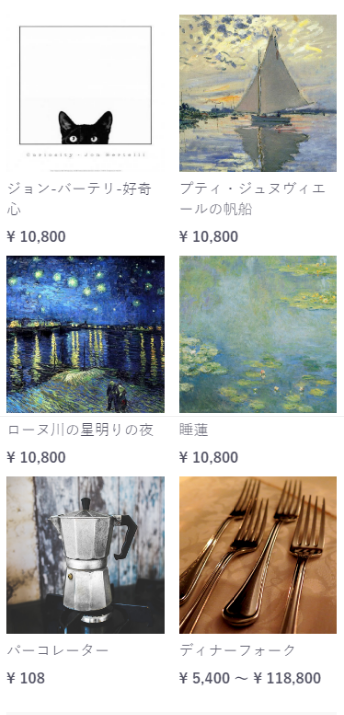 ジョン-バーテリ-好奇
心
¥ 10,800
プティ・ジュヌヴィエ
ールの帆船
¥ 10,800
ローヌ川の星明りの夜
¥ 10,800
睡蓮
¥ 10,800
パーコレーター
¥ 108
ディナーフォーク
¥ 5,400 〜 ¥ 118,800